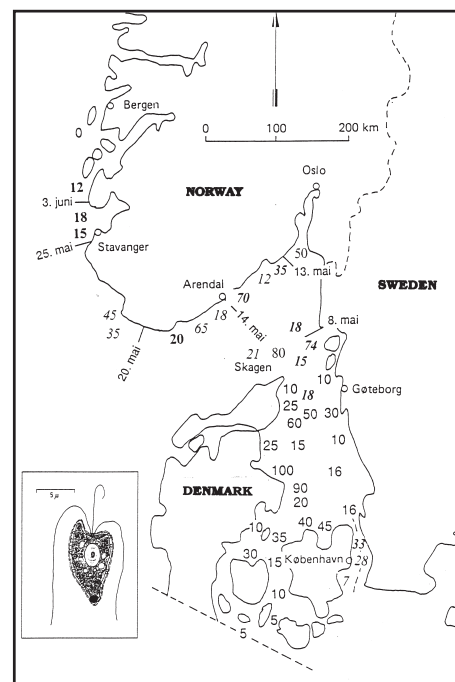 Bergen
0 100 200 km
Oslo
12
NORWAY
3. juni
18
15
25. mai
Stavanger
50
13. mai
35
12
SWEDEN
Arendal
70
18
14. mai
45
35
20
65
20. mai
18
8. mai
74
21
80
15
Skagen
10
10
18
Gøteborg
25
50
30
60
25
15
10
100
16
DENMARK
90
20
16
40
45
10
35
33
30
15
København
28
7
10
5
5
5 µ